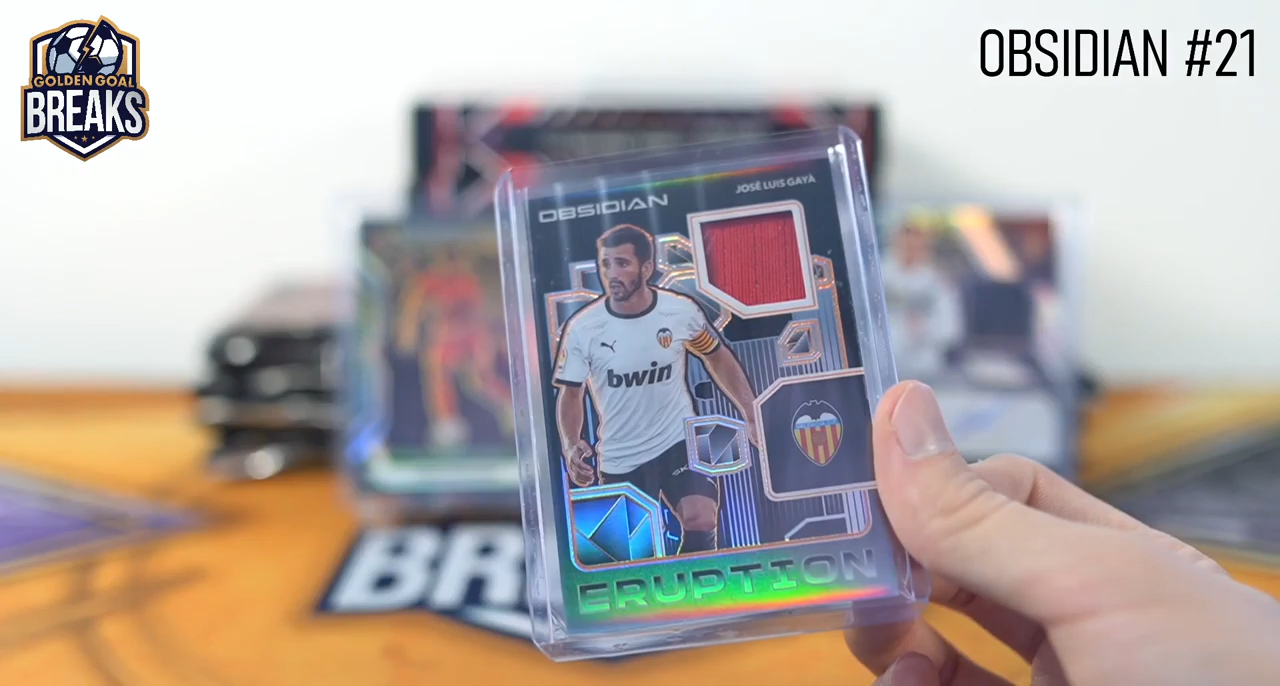 GOLDEN GOAL
BREAKS
OBSIDIAN #21
OBSIDIAN
JOSÉ LUIS GAYÀ
bwin
ERUPTION